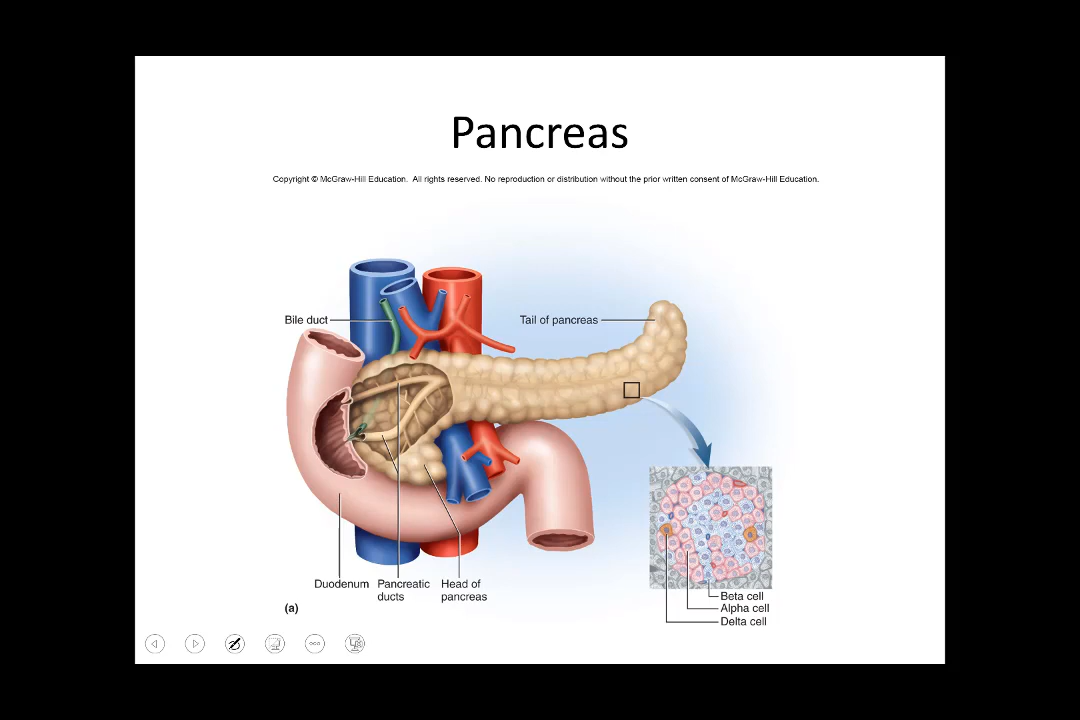 Pancreas
Copyright © McGraw-Hill Education. All rights reserved. No reproduction or distribution without the prior written consent of McGraw-Hill Education.
Bile duct
Tail of pancreas
Duodenum
Pancreatic
ducts
Head of
pancreas
Beta cell
Alpha cell
Delta cell
(a)